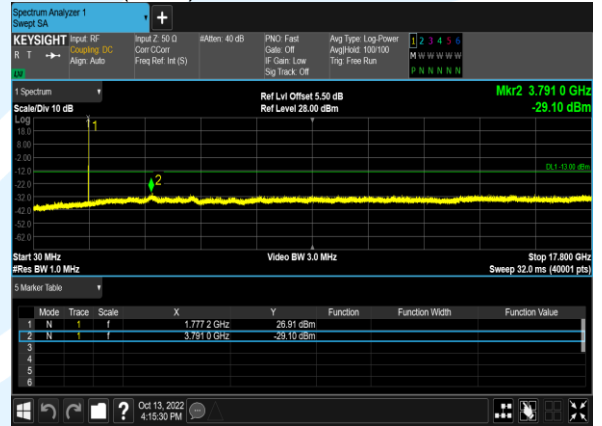 Spectrum Analyzer 1
Swept SA
+
KEYSIGHT Input: RF Input Z: 50 Ω #Atten: 40 dB PNO: Fast Avg Type: Log-Power 1 2 3 4 5 6
R T Coupling: DC Corr CCorr Gate: Off Avg|Hold: 100/100 M W W W W W
Align: Auto Freq Ref: Int (S) IF Gain: Low Trig: Free Run P N N N N N
LV Sig Track: Off
1 Spectrum Ref Lvl Offset 5.50 dB Mkr2 3.791 0 GHz
Scale/Div 10 dB Ref Level 28.00 dBm -29.10 dBm
Log
1
18.0
8.00
-2.00
-12.0 DL1 -13.00 dBm
-22.0 2
-32.0
-42.0
-52.0
-62.0
Start 30 MHz Video BW 3.0 MHz Stop 17.800 GHz
#Res BW 1.0 MHz Sweep 32.0 ms (40001 pts)
5 Marker Table
Mode Trace Scale X Y Function Function Width Function Value
1 N 1 f 1.777 2 GHz 26.91 dBm
2 N 1 f 3.791 0 GHz -29.10 dBm
3
4
5
6
? Oct 13, 2022
4:15:30 PM